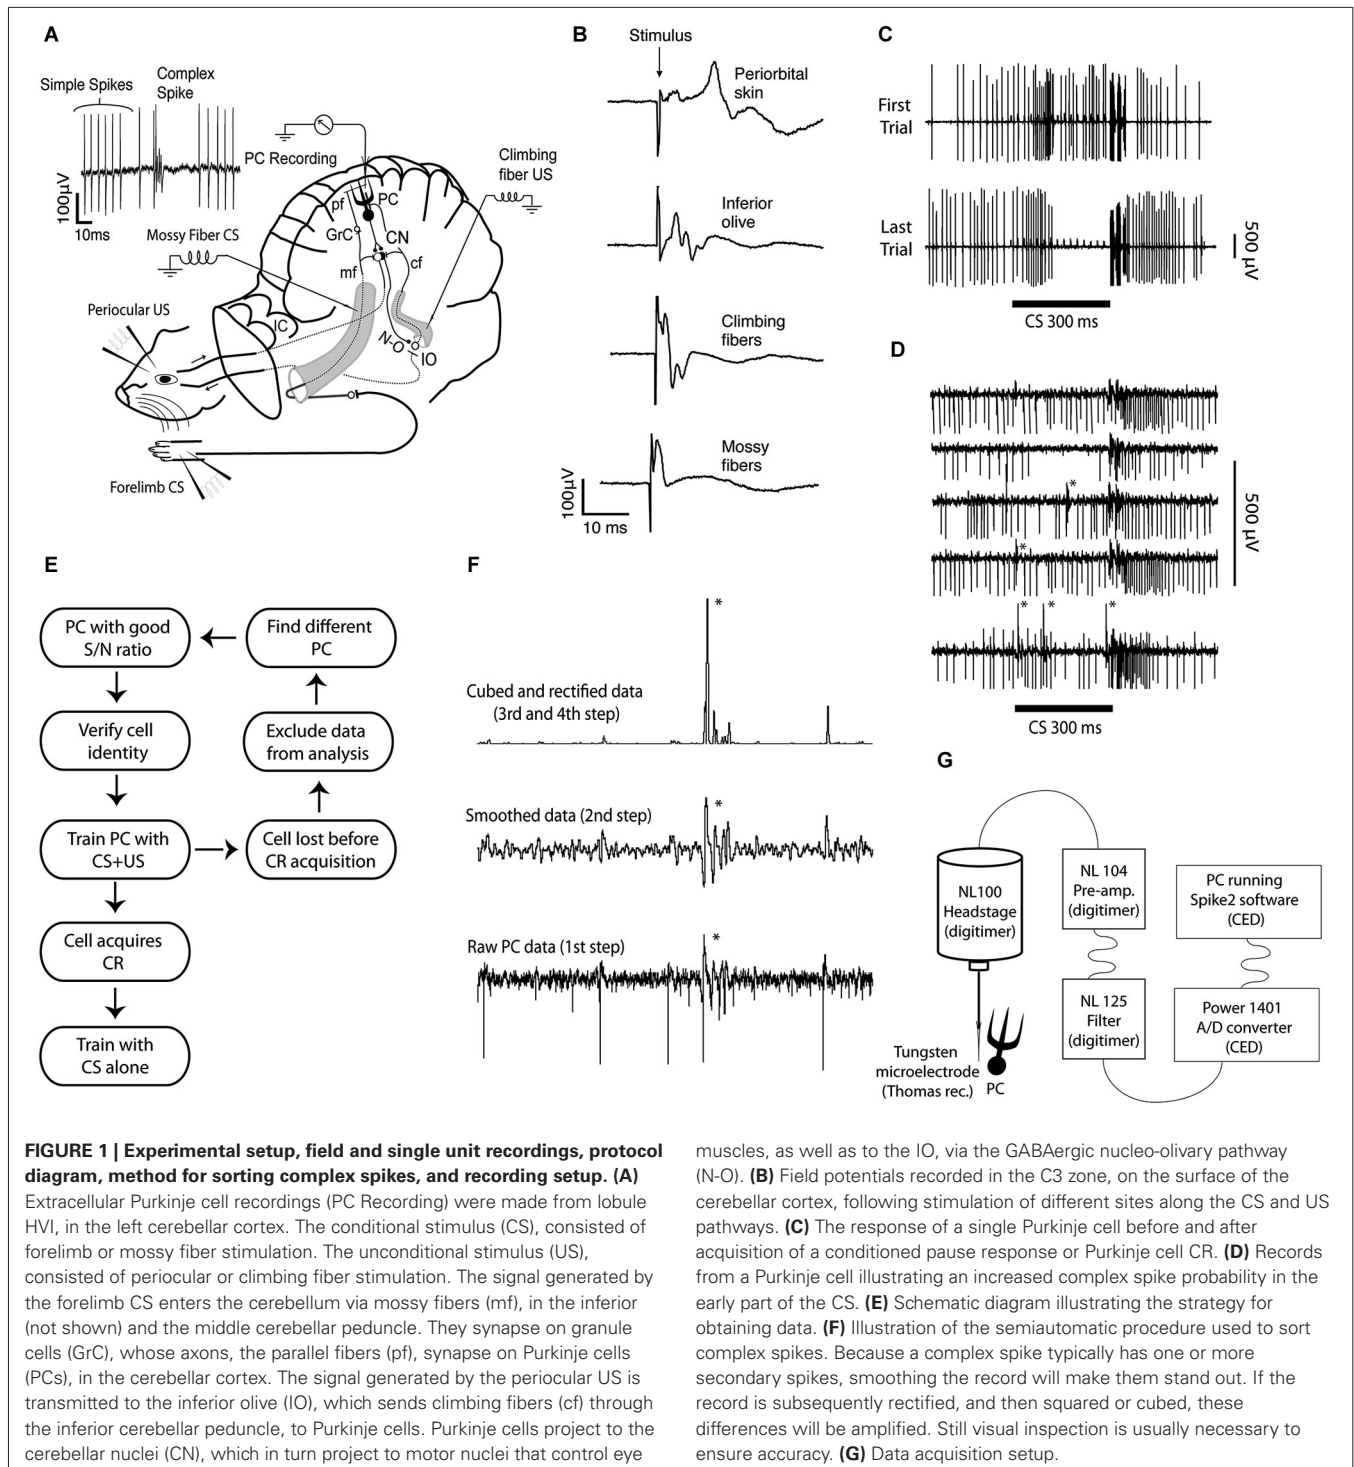 A
Simple Spikes
Complex
Spike
100µV
10ms
PC Recording
Climbing
fiber US
Mossy Fiber CS
pf
PC
GrC
CN
mf
cf
Periocular US
IC
N-O
IO
Forelimb CS
B
Stimulus
Periorbital
skin
Inferior
olive
Climbing
fibers
Mossy
fibers
100µV
10 ms
C
First
Trial
Last
Trial
500 µV
CS 300 ms
D
*
*
* * *
500 µV
CS 300 ms
E
PC with good
S/N ratio
Find different
PC
Verify cell
identity
Exclude data
from analysis
Train PC with
CS+US
Cell lost before
CR acquisition
Cell acquires
CR
Train with
CS alone
F
*
Cubed and rectified data
(3rd and 4th step)
Smoothed data (2nd step)
*
Raw PC data (1st step)
*
G
NL100
Headstage
(digitimer)
NL 104
Pre-amp.
(digitimer)
PC running
Spike2 software
(CED)
NL 125
Filter
(digitimer)
Power 1401
A/D converter
(CED)
Tungsten
microelectrode
(Thomas rec.)
PC
FIGURE 1 | Experimental setup, field and single unit recordings, protocol
diagram, method for sorting complex spikes, and recording setup. (A)
Extracellular Purkinje cell recordings (PC Recording) were made from lobule
HVI, in the left cerebellar cortex. The conditional stimulus (CS), consisted of
forelimb or mossy fiber stimulation. The unconditional stimulus (US),
consisted of periocular or climbing fiber stimulation. The signal generated by
the forelimb CS enters the cerebellum via mossy fibers (mf), in the inferior
(not shown) and the middle cerebellar peduncle. They synapse on granule
cells (GrC), whose axons, the parallel fibers (pf), synapse on Purkinje cells
(PCs), in the cerebellar cortex. The signal generated by the periocular US is
transmitted to the inferior olive (IO), which sends climbing fibers (cf) through
the inferior cerebellar peduncle, to Purkinje cells. Purkinje cells project to the
cerebellar nuclei (CN), which in turn project to motor nuclei that control eye
muscles, as well as to the IO, via the GABAergic nucleo-olivary pathway
(N-O). (B) Field potentials recorded in the C3 zone, on the surface of the
cerebellar cortex, following stimulation of different sites along the CS and US
pathways. (C) The response of a single Purkinje cell before and after
acquisition of a conditioned pause response or Purkinje cell CR. (D) Records
from a Purkinje cell illustrating an increased complex spike probability in the
early part of the CS. (E) Schematic diagram illustrating the strategy for
obtaining data. (F) Illustration of the semiautomatic procedure used to sort
complex spikes. Because a complex spike typically has one or more
secondary spikes, smoothing the record will make them stand out. If the
record is subsequently rectified, and then squared or cubed, these
differences will be amplified. Still visual inspection is usually necessary to
ensure accuracy. (G) Data acquisition setup.